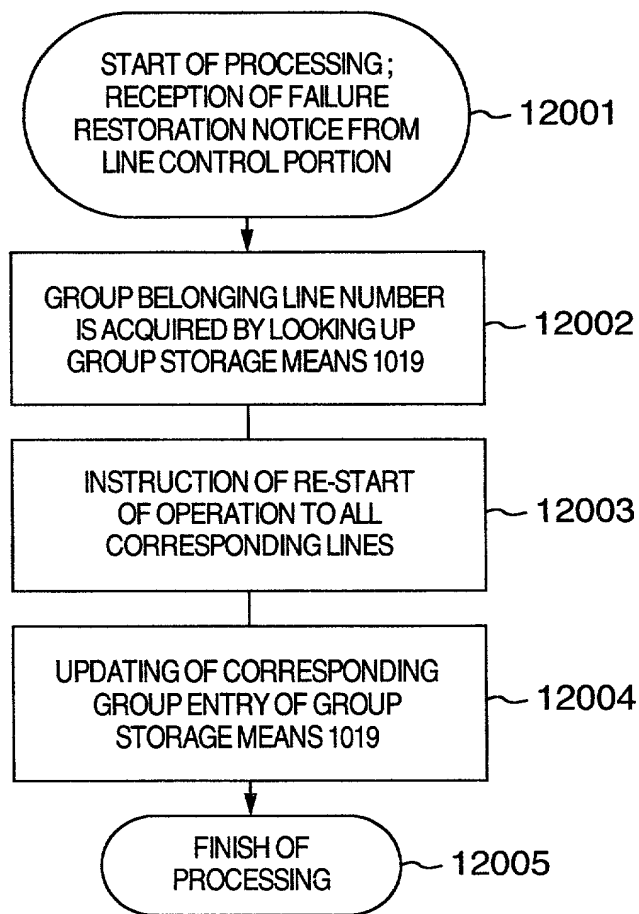 START OF PROCESSING;
RECEPTION OF FAILURE
RESTORATION NOTICE FROM
LINE CONTROL PORTION
12001
GROUP BELONGING LINE NUMBER
IS ACQUIRED BY LOOKING UP
GROUP STORAGE MEANS 1019
12002
INSTRUCTION OF RE-START
OF OPERATION TO ALL
CORRESPONDING LINES
12003
UPDATING OF CORRESPONDING
GROUP ENTRY OF GROUP
STORAGE MEANS 1019
12004
FINISH OF
PROCESSING
12005